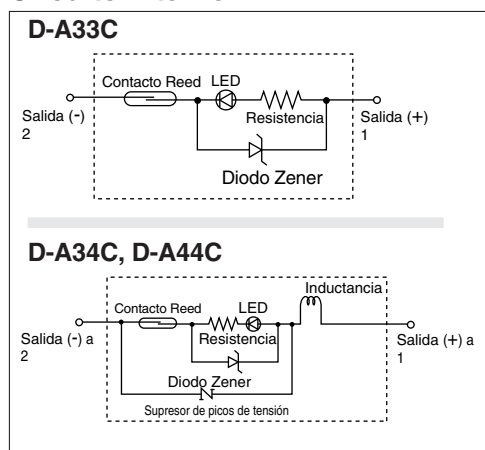 D-A33C
Contacto Reed
LED
Resistencia
Salida (-)
2
Salida (+)
1
Diodo Zener
D-A34C, D-A44C
Inductancia
Contacto Reed
LED
Resistencia
Salida (-) a
2
Salida (+) a
1
Diodo Zener
Supresor de picos de tensión